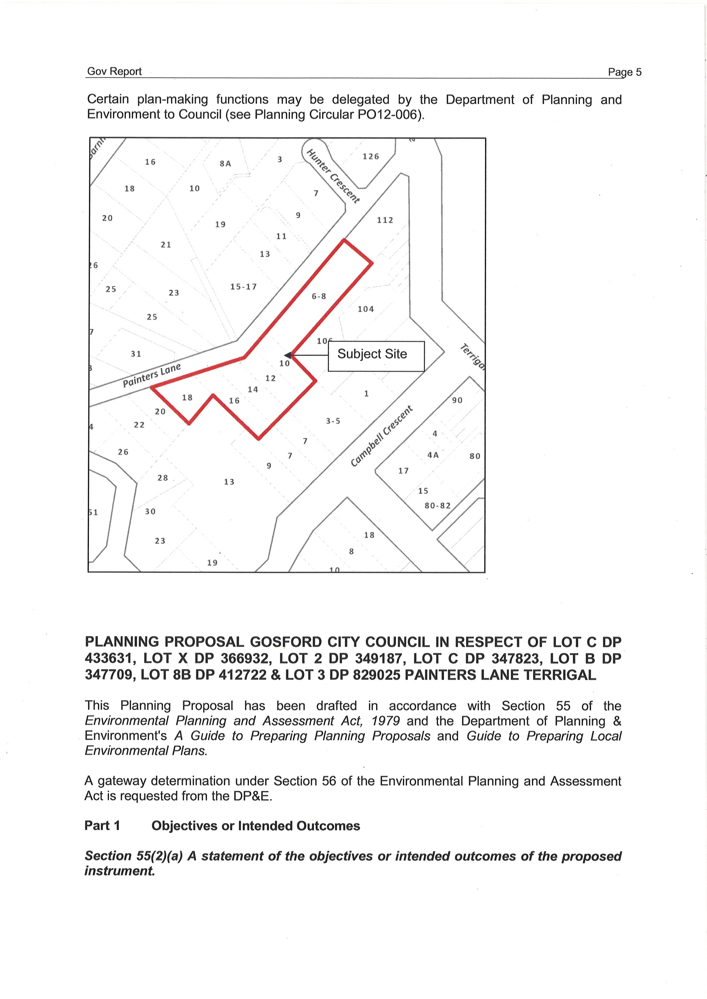 Gov Report Page 5
Certain plan-making functions may be delegated by the Department of Planning and
Environment to Council (see Planning Circular PO12-006).
16
8A
3
Hunter Crescent
126
18
10
7
20
19
9
112
21
11
13
26
25
23
15-17
6-8
25
104
7
106
31
Subject Site
Terrigal
10
Painters Lane
12
14
18
16
1
90
20
22
3-5
4
Campbell Crescent
4
7
26
7
4A
80
9
17
28
13
15
80-82
51
30
18
23
8
19
10
PLANNING PROPOSAL GOSFORD CITY COUNCIL IN RESPECT OF LOT C DP
433631, LOT X DP 366932, LOT 2 DP 349187, LOT C DP 347823, LOT B DP
347709, LOT 8B DP 412722 & LOT 3 DP 829025 PAINTERS LANE TERRIGAL
This Planning Proposal has been drafted in accordance with Section 55 of the
Environmental Planning and Assessment Act, 1979 and the Department of Planning &
Environment's A Guide to Preparing Planning Proposals and Guide to Preparing Local
Environmental Plans.
A gateway determination under Section 56 of the Environmental Planning and Assessment
Act is requested from the DP&E.
Part 1 Objectives or Intended Outcomes
Section 55(2)(a) A statement of the objectives or intended outcomes of the proposed
instrument.